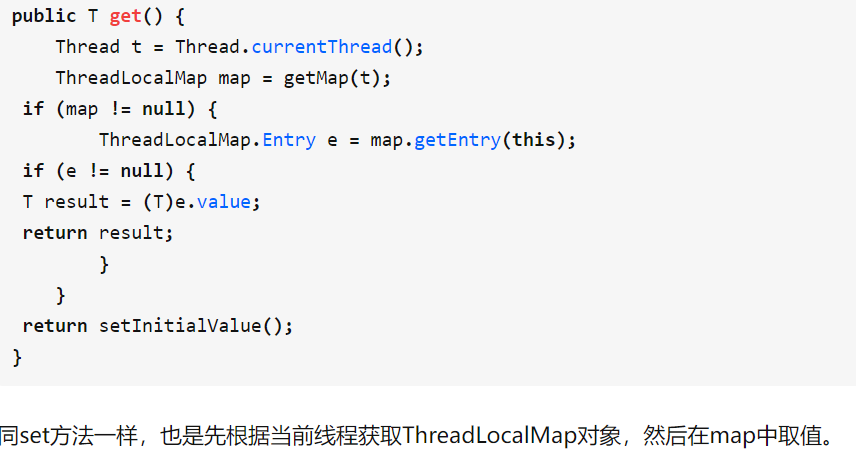 public T get() {
    Thread t = Thread.currentThread();
    ThreadLocalMap map = getMap(t);
 if (map != null) {
        ThreadLocalMap.Entry e = map.getEntry(this);
 if (e != null) {
 T result = (T)e.value;
 return result;
        }
    }
 return setInitialValue();
}
同set方法一样，也是先根据当前线程获取ThreadLocalMap对象，然后在map中取值。